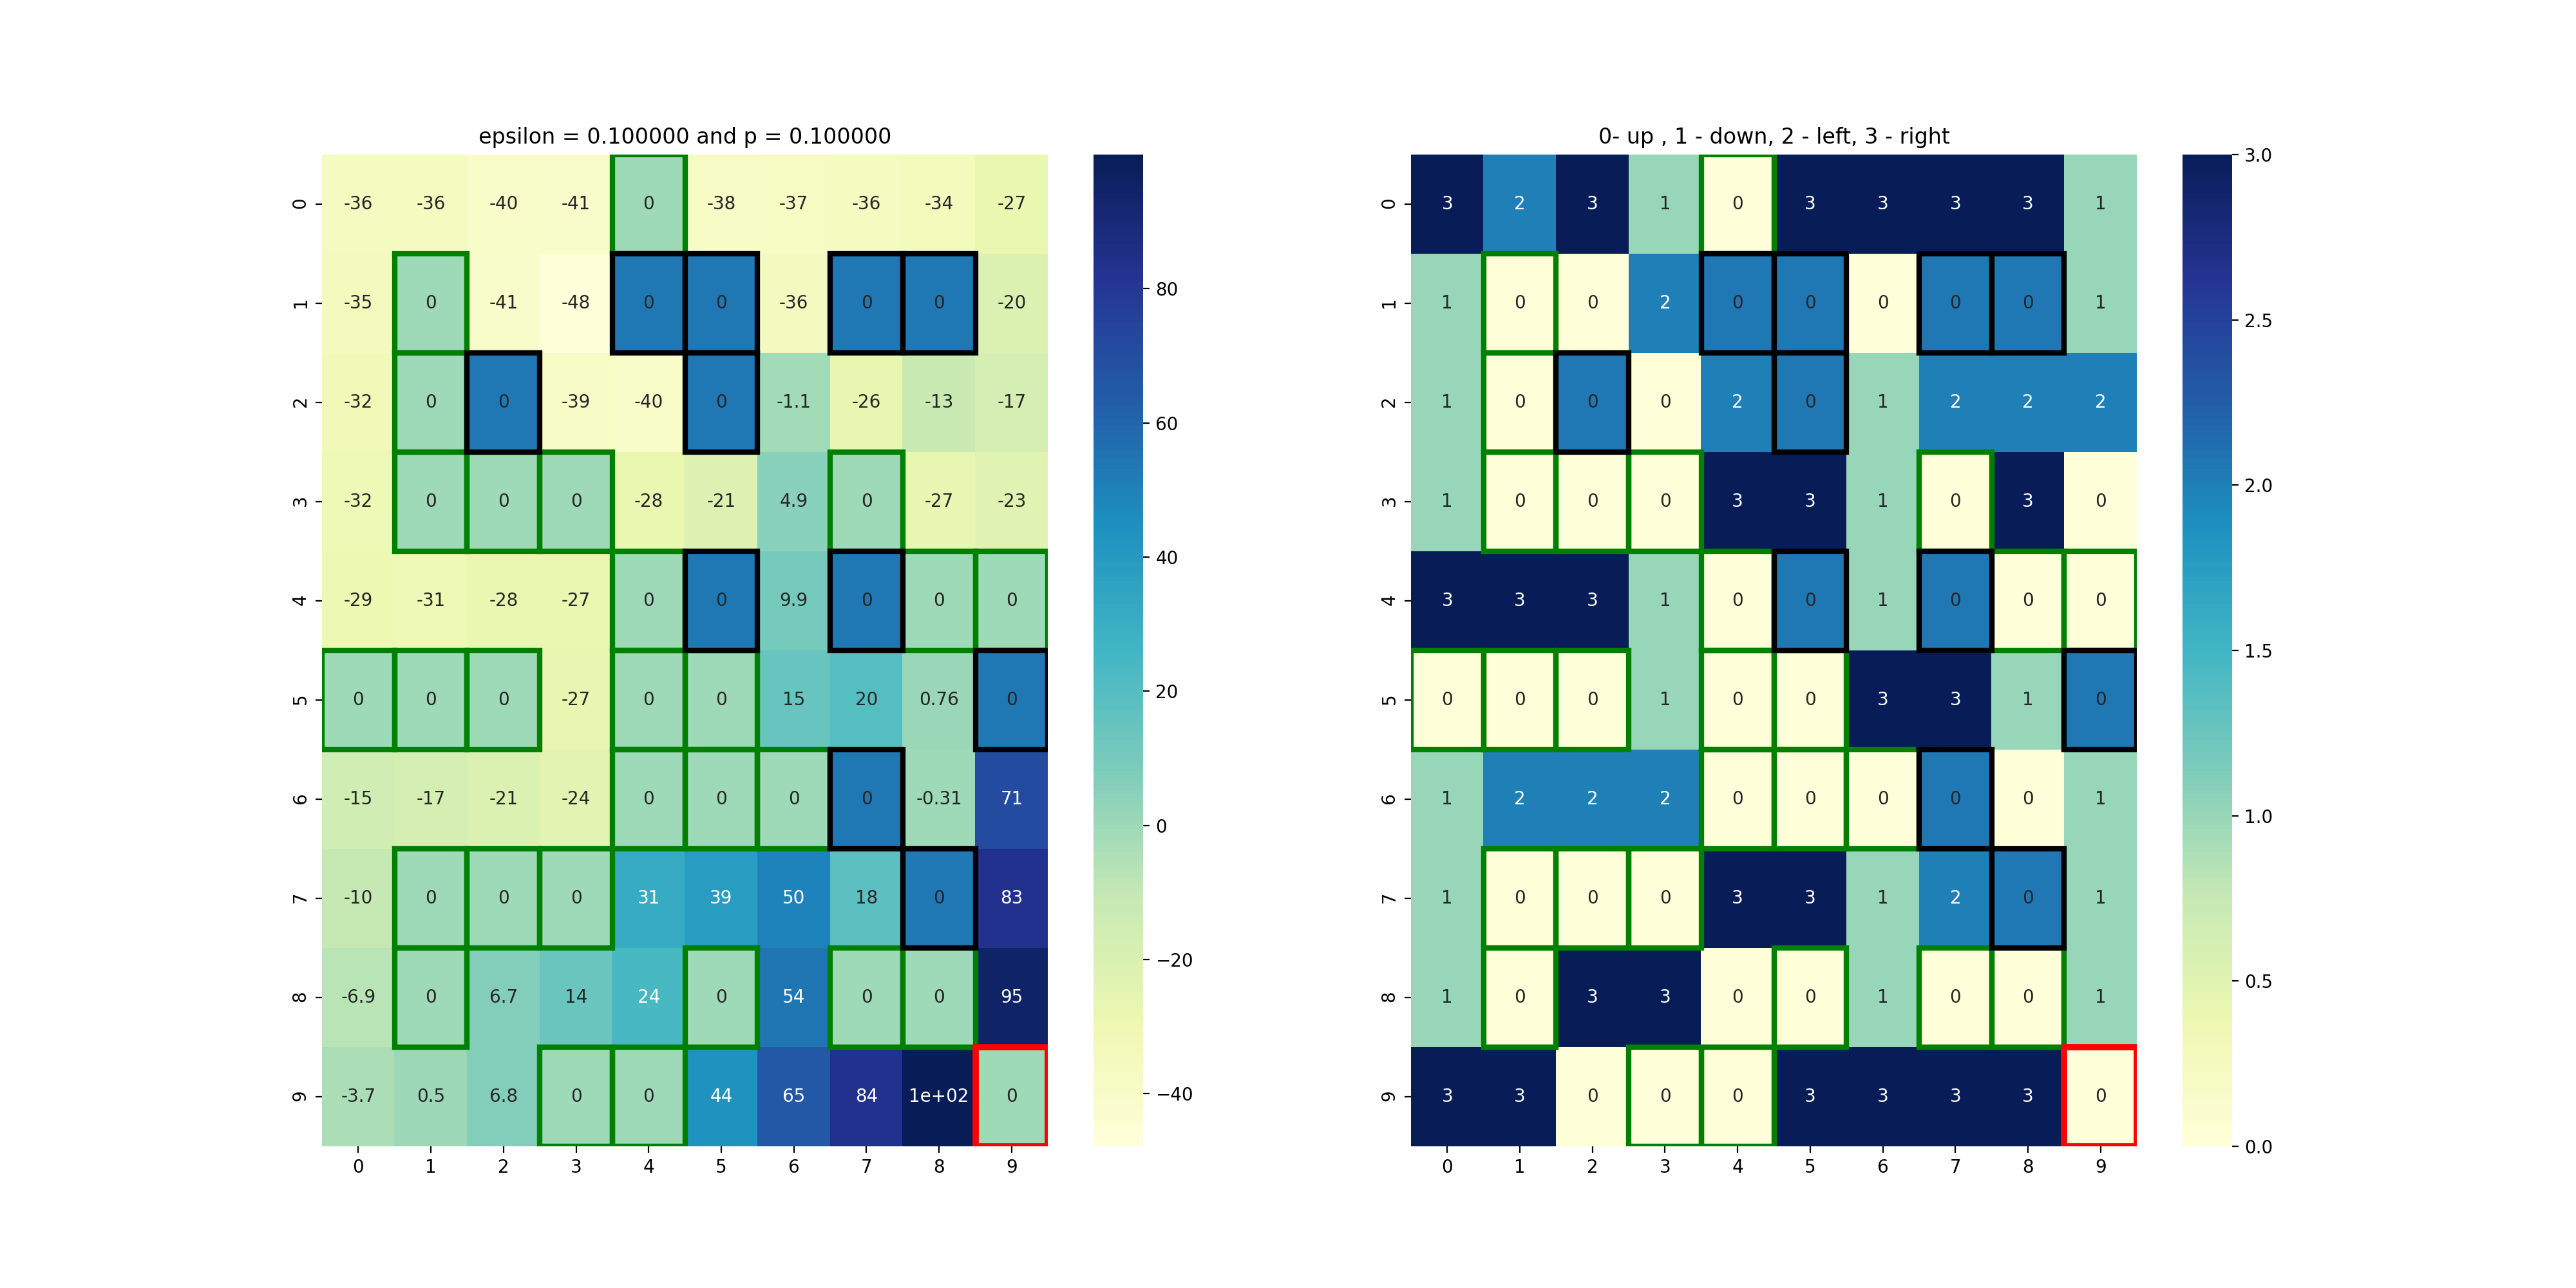 epsilon = 0.100000 and p = 0.100000
0 -36 -36 -40 -41 0 -38 -37 -36 -34 -27
1 -35 0 -41 -48 0 0 -36 0 0 -20
2 -32 0 0 -39 -40 0 -1.1 -26 -13 -17
3 -32 0 0 0 -28 -21 4.9 0 -27 -23
4 -29 -31 -28 -27 0 0 9.9 0 0 0
5 0 0 0 -27 0 0 15 20 0.76 0
6 -15 -17 -21 -24 0 0 0 0 -0.31 71
7 -10 0 0 0 31 39 50 18 0 83
8 -6.9 0 6.7 14 24 0 54 0 0 95
9 -3.7 0.5 6.8 0 0 44 65 84 1e+02 0
0 1 2 3 4 5 6 7 8 9
80
60
40
20
0
−20
−40
0- up , 1 - down, 2 - left, 3 - right
0 3 2 3 1 0 3 3 3 3 1
1 1 0 0 2 0 0 0 0 0 1
2 1 0 0 0 2 0 1 2 2 2
3 1 0 0 0 3 3 1 0 3 0
4 3 3 3 1 0 0 1 0 0 0
5 0 0 0 1 0 0 3 3 1 0
6 1 2 2 2 0 0 0 0 0 1
7 1 0 0 0 3 3 1 2 0 1
8 1 0 3 3 0 0 1 0 0 1
9 3 3 0 0 0 3 3 3 3 0
0 1 2 3 4 5 6 7 8 9
3.0
2.5
2.0
1.5
1.0
0.5
0.0